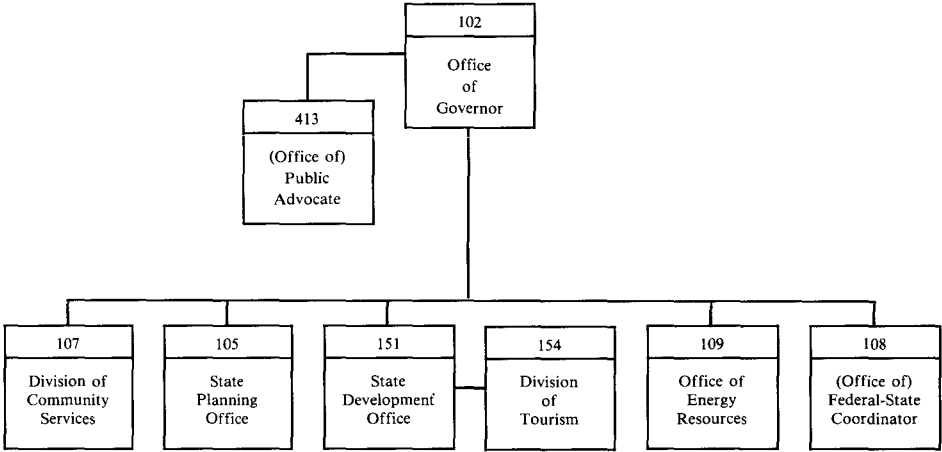 102
Office
of
Governor
413
(Office of)
Public
Advocate
107
Division of
Community
Services
105
State
Planning
Office
151
State
Development
Office
154
Division
of
Tourism
109
Office of
Energy
Resources
108
(Office of)
Federal-State
Coordinator